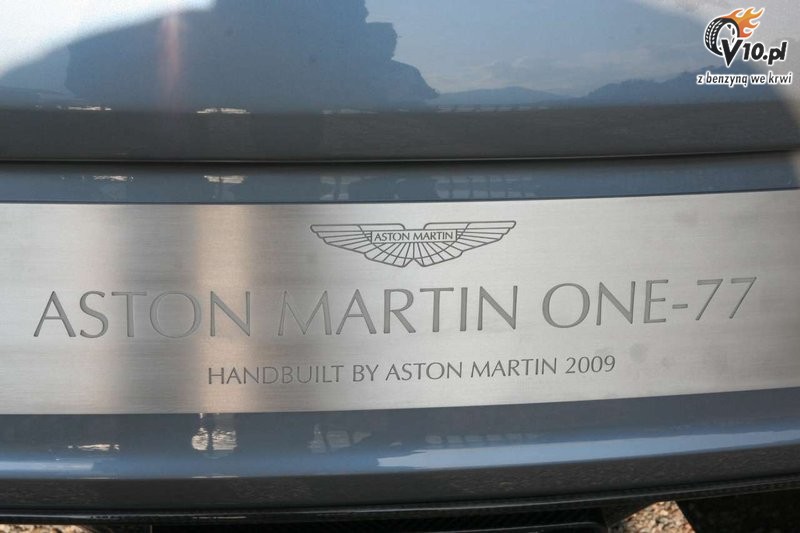 V10.pl
z benzyną we krwi
ASTON MARTIN
ASTON MARTIN ONE-77
HANDBUILT BY ASTON MARTIN 2009